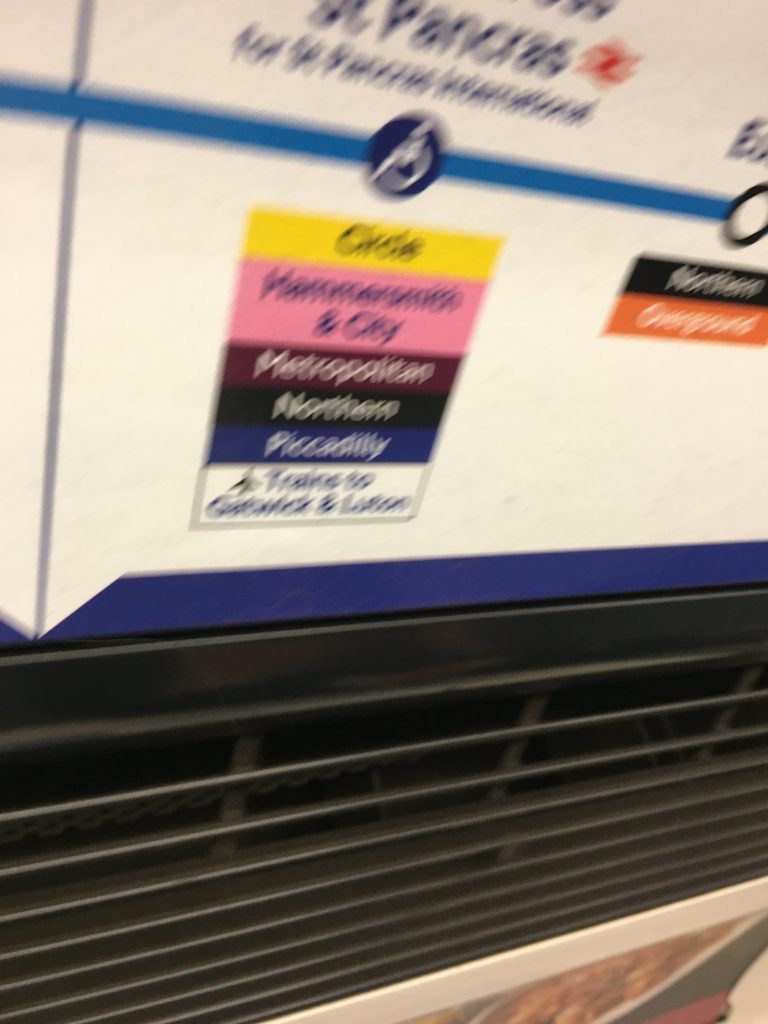 St Pancras
for St Pancras International
Circle
Hammersmith
& City
Metropolitan
Northern
Piccadilly
Trains to
Gatwick & Luton
Northern
Overground